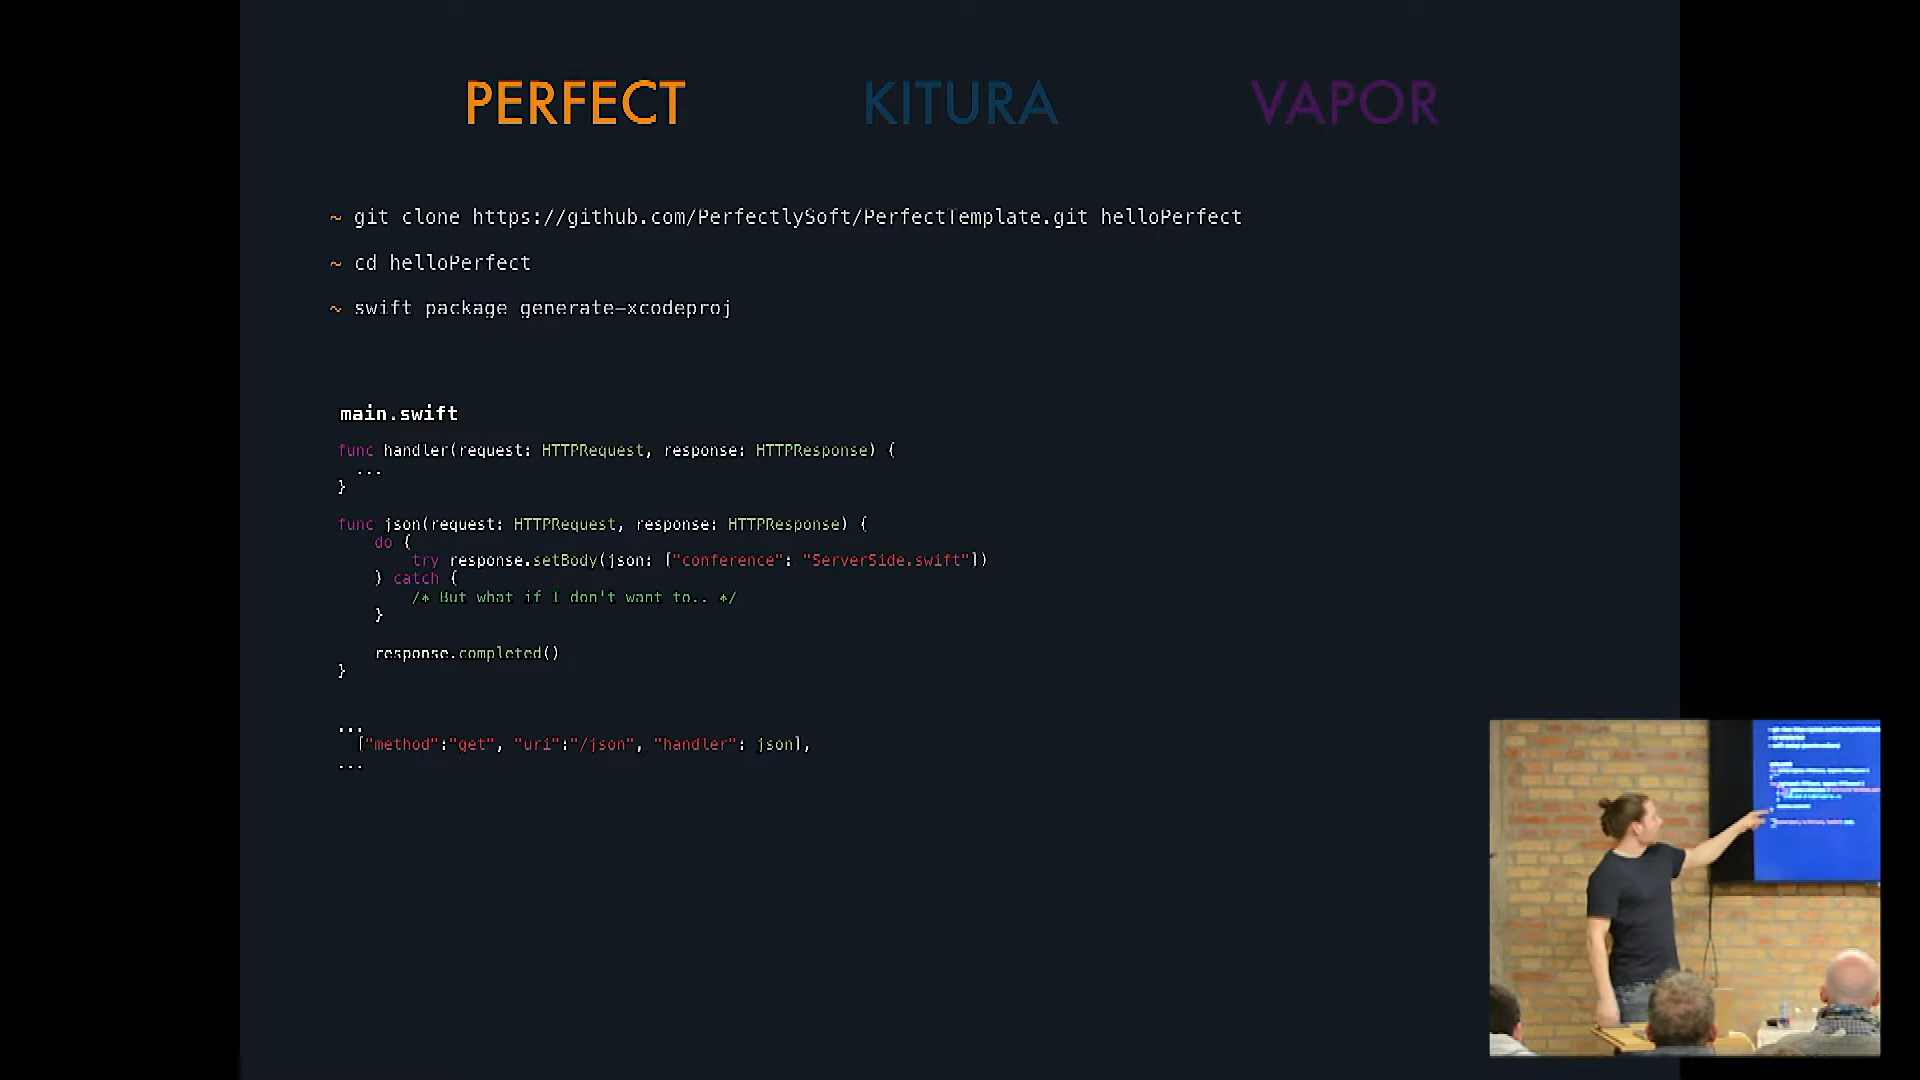 PERFECT KITURA VAPOR
~ git clone https://github.com/PerfectlySoft/PerfectTemplate.git helloPerfect
~ cd helloPerfect
~ swift package generate-xcodeproj
main.swift
func handler(request: HTTPRequest, response: HTTPResponse) {
...
}
func json(request: HTTPRequest, response: HTTPResponse) {
do {
try response.setBody(json: ["conference": "ServerSide.swift"])
} catch {
/* But what if I don't want to.. */
}
response.completed()
}
...
["method":"get", "uri":"/json", "handler": json],
...